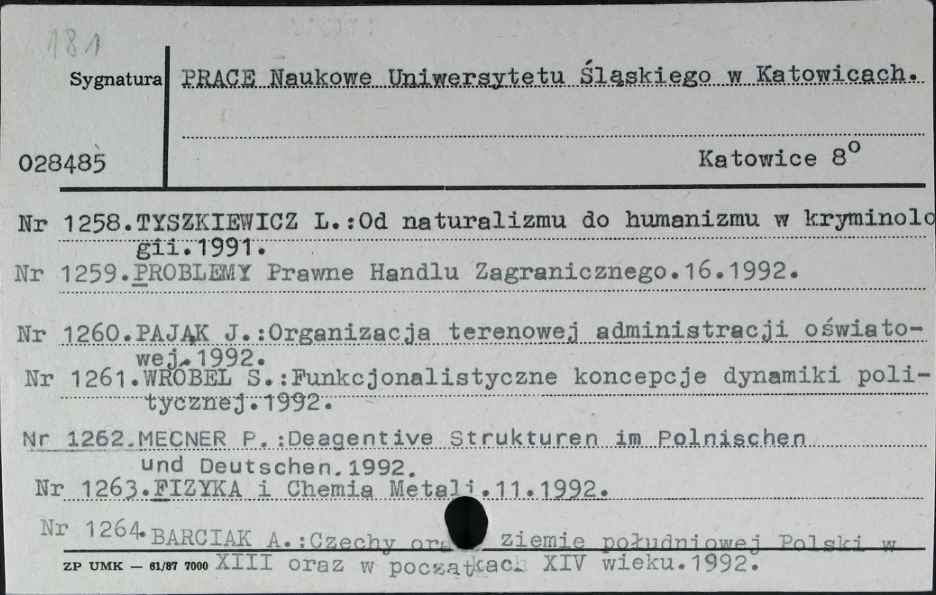 181
Sygnatura
PRACE Naukowe Uniwersytetu Śląskiego w Katowicach.
028485
Katowice 8°
Nr 1258. TYSZKIEWICZ L.:Od naturalizmu do humanizmu w kryminolo
gii.1991.
Nr 1259. PROBLEMY Prawne Handlu Zagranicznego.16.1992.
Nr 1260. PAJĄK J.:Organizacja terenowej administracji oświato-
wej.1992.
Nr 1261. WRÓBEL S.:Funkcjonalistyczne koncepcje dynamiki poli-
tycznej.1992.
Nr 1262. MECNER P.:Deagentive Strukturen im Polnischen
und Deutschen.1992.
Nr 1263. FIZYKA i Chemia Metali.11.1992.
Nr 1264. BARCIAK A.:Czechy ziemie południowej Polski w
XIII oraz w początkach XIV wieku.1992.
ZP UMK — 61/87 7000